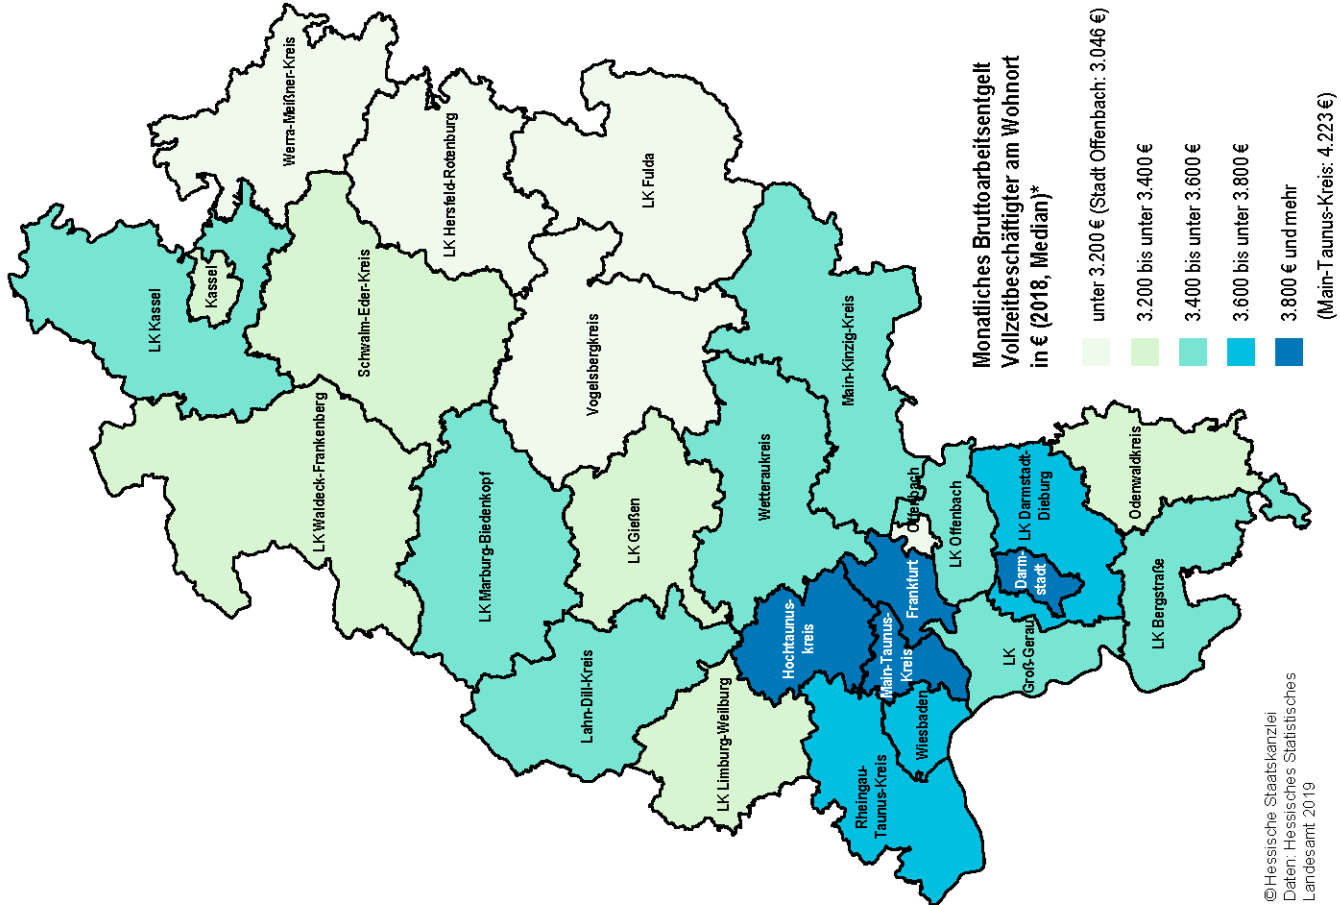 LK Kassel
Kassel
Werra-Meißner-Kreis
LK Waldeck-Frankenberg
Schwalm-Eder-Kreis
LK Hersfeld-Rotenburg
LK Marburg-Biedenkopf
Vogelsbergkreis
LK Fulda
Lahn-Dill-Kreis
LK Gießen
LK Limburg-Weilburg
Wetteraukreis
Main-Kinzig-Kreis
Hochtaunus-
kreis
Rheingau-
Taunus-Kreis
Main-Taunus-
Kreis
Frankfurt
Offenbach
Wiesbaden
LK Offenbach
LK
Groß-Gerau
Darm-
stadt
LK Darmstadt-
Dieburg
LK Bergstraße
Odenwaldkreis
Monatliches Bruttoarbeitsentgelt
Vollzeitbeschäftigter am Wohnort
in € (2018, Median)*
unter 3.200 € (Stadt Offenbach: 3.046 €)
3.200 bis unter 3.400 €
3.400 bis unter 3.600 €
3.600 bis unter 3.800 €
3.800 € und mehr
(Main-Taunus-Kreis: 4.223 €)
©Hessische Staatskanzlei
Daten: Hessisches Statistisches
Landesamt 2019